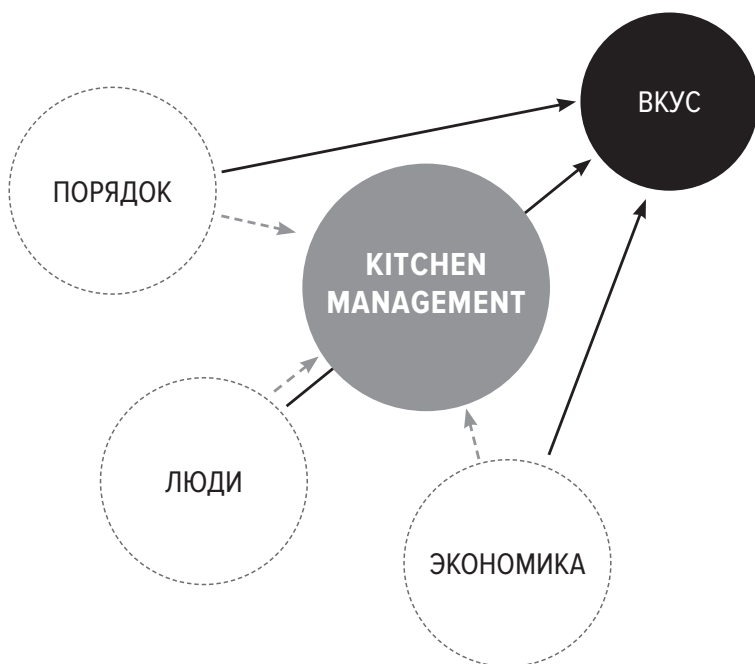 ВКУС
ПОРЯДОК
KITCHEN
MANAGEMENT
ЛЮДИ
ЭКОНОМИКА